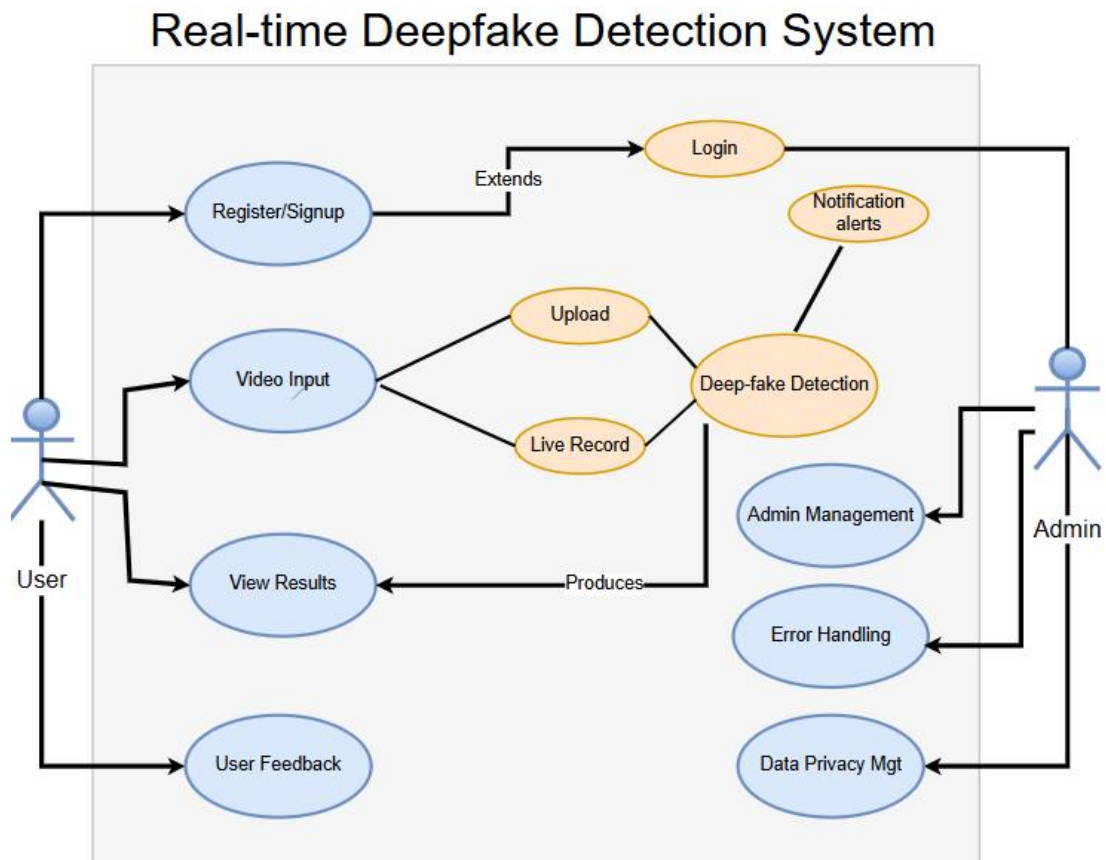 Real-time Deepfake Detection System
Login
Extends
Register/Signup
Notification
alerts
Upload
Video Input
Deep-fake Detection
Live Record
Admin Management
Admin
User
View Results
Produces
Error Handling
User Feedback
Data Privacy Mgt